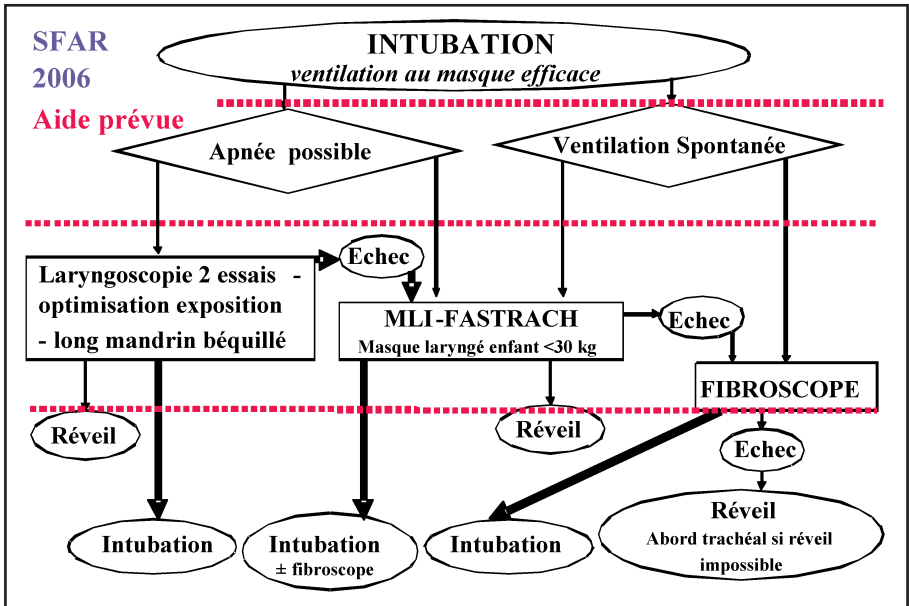 SFAR
2006
Aide prévue
INTUBATION
ventilation au masque efficace
Apnée possible
Ventilation Spontanée
Echec
Laryngoscopie 2 essais -
optimisation exposition
- long mandrin béquillé
MLI-FASTRACH
Masque laryngé enfant <30 kg
Echec
FIBROSCOPE
Réveil
Réveil
Echec
Intubation
Intubation
± fibroscope
Intubation
Réveil
Abord trachéal si réveil
impossible